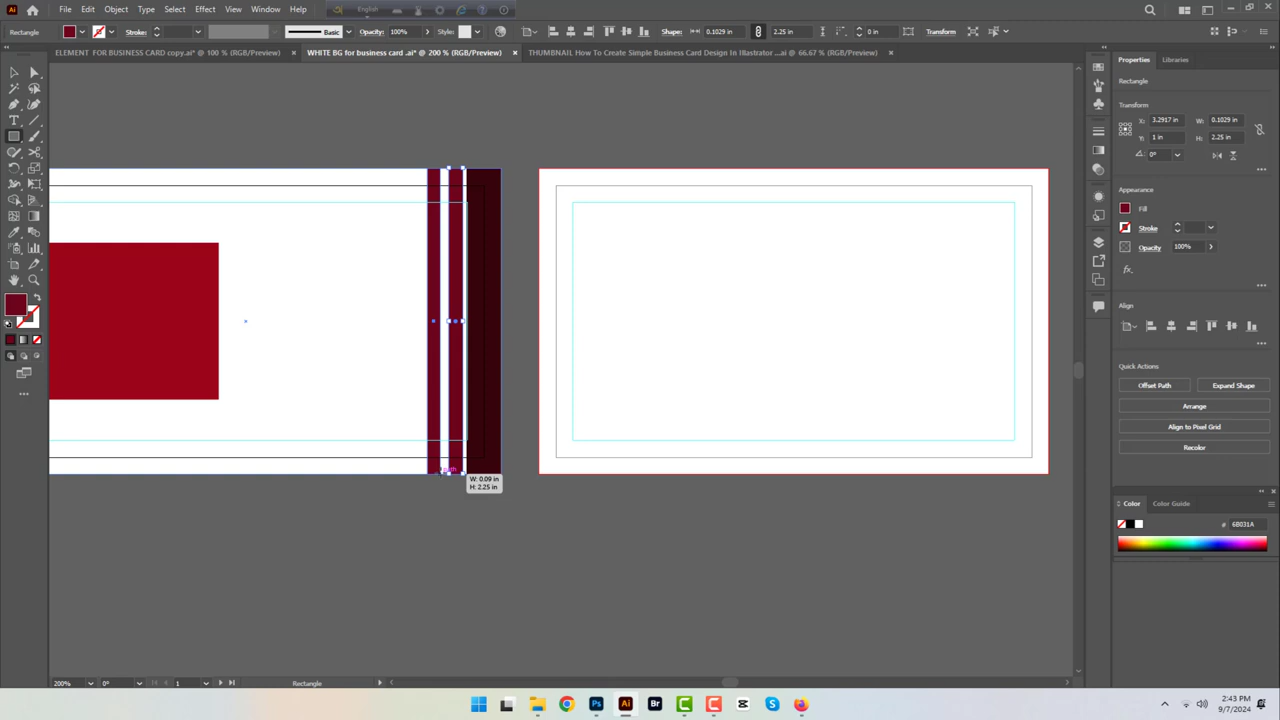 English
File Edit Object Type Select Effect View Window Help
Rectangle Stroke: Basic Opacity: 100% Style: Shape: 0.1029 in 2.25 in 0 in Transform
ELEMENT FOR BUSINESS CARD copy.ai* @ 100 % (RGB/Preview) WHITE BG for business card .ai* @ 200 % (RGB/Preview) THUMBNAIL How To Create Simple Business Card Design In Illustrator ...ai @ 66.67 % (RGB/Preview)
Properties Libraries
Rectangle
Transform
X: 3.2917 in W: 0.1029 in
Y: 1 in H: 2.25 in
0°
Appearance
Fill
Stroke
Opacity 100%
fx
Align
Quick Actions
Offset Path Expand Shape
Arrange
Align to Pixel Grid
Recolor
W: 0.09 in
H: 2.25 in
Color Color Guide
# 6B031A
200% 0° 1 Rectangle
2:43 PM
9/7/2024